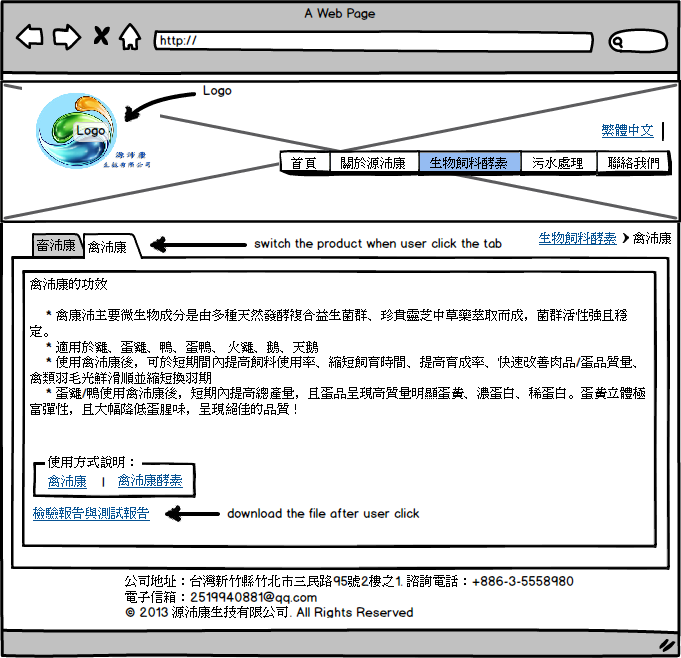 A Web Page
http://
Logo
Logo
源沛康
生技有限公司
繁體中文
首頁 關於源沛康 生物飼料酵素 污水處理 聯絡我們
畜沛康 禽沛康 switch the product when user click the tab 生物飼料酵素 > 禽沛康
禽沛康的功效
* 禽康沛主要微生物成分是由多種天然發酵複合益生菌群、珍貴靈芝中草藥萃取而成，菌群活性強且穩
定。
* 適用於雞、蛋雞、鴨、蛋鴨、火雞、鵝、天鵝
* 使用禽沛康後，可於短期間內提高飼料使用率、縮短飼育時間、提高育成率、快速改善肉品/蛋品質量、
禽類羽毛光鮮滑順並縮短換羽期
* 蛋雞/鴨使用禽沛康後，短期內提高總產量，且蛋品呈現高質量明顯蛋黃、濃蛋白、稀蛋白。蛋黃立體極
富彈性，且大幅降低蛋腥味，呈現絕佳的品質！
使用方式說明：
禽沛康 | 禽沛康酵素
檢驗報告與測試報告 download the file after user click
公司地址：台灣新竹縣竹北市三民路95號2樓之1. 諮詢電話：+886-3-5558980
電子信箱：2519940881@qq.com
© 2013 源沛康生技有限公司. All Rights Reserved